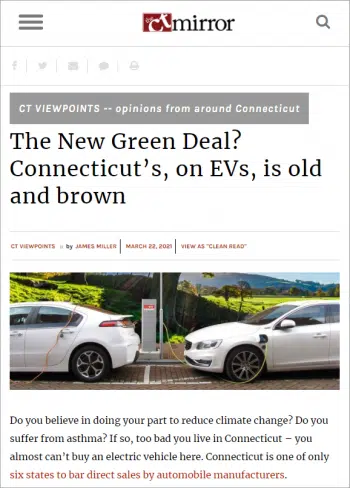 ctmirror
CT VIEWPOINTS -- opinions from around Connecticut
The New Green Deal?
Connecticut's, on EVs, is old
and brown
CT VIEWPOINTS by JAMES MILLER MARCH 22, 2021 VIEW AS "CLEAN READ"
Do you believe in doing your part to reduce climate change? Do you
suffer from asthma? If so, too bad you live in Connecticut – you
almost can't buy an electric vehicle here. Connecticut is one of only
six states to bar direct sales by automobile manufacturers.